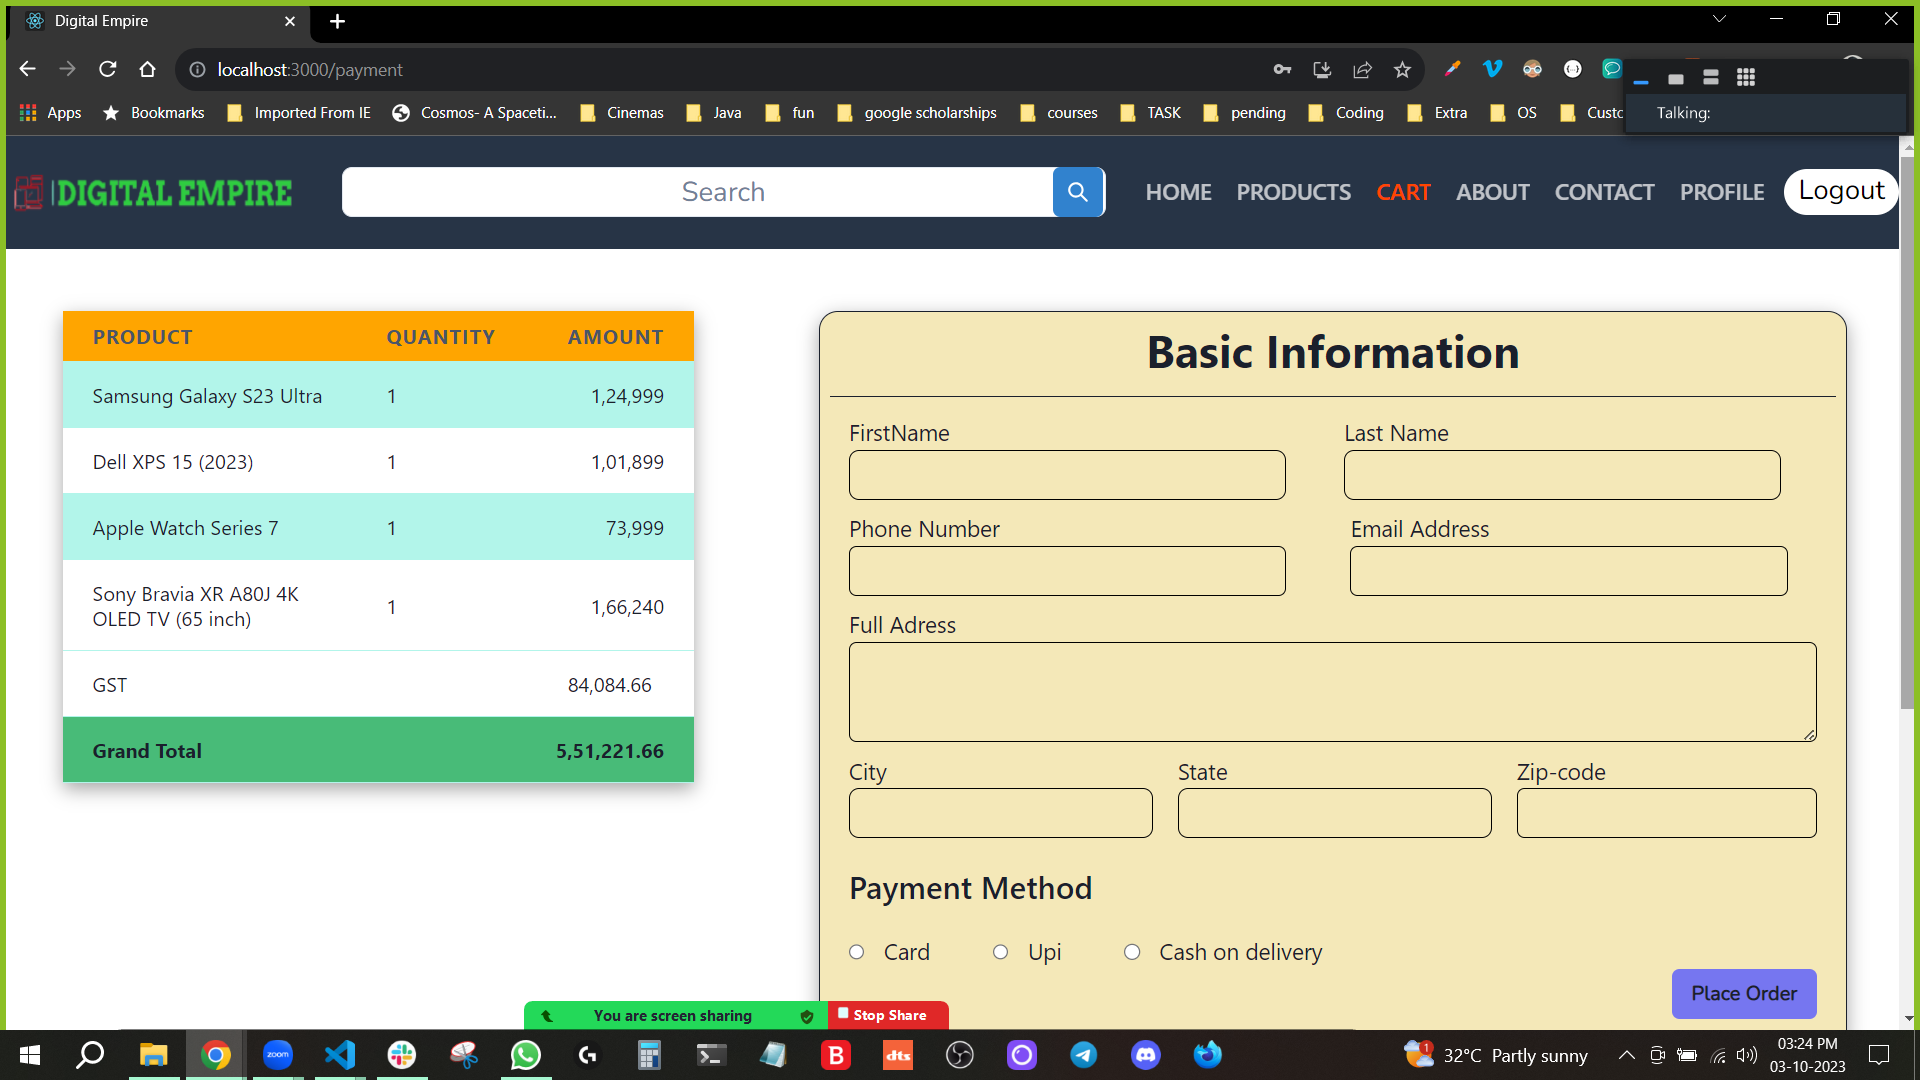 Digital Empire
localhost:3000/payment
Apps Bookmarks Imported From IE Cosmos- A Spaceti... Cinemas Java fun google scholarships courses TASK pending Coding Extra OS Custo
Talking:
DIGITAL EMPIRE
Search
HOME PRODUCTS CART ABOUT CONTACT PROFILE Logout
PRODUCT QUANTITY AMOUNT
Samsung Galaxy S23 Ultra 1 1,24,999
Dell XPS 15 (2023) 1 1,01,899
Apple Watch Series 7 1 73,999
Sony Bravia XR A80J 4K
OLED TV (65 inch) 1 1,66,240
GST 84,084.66
Grand Total 5,51,221.66
Basic Information
FirstName Last Name
Phone Number Email Address
Full Adress
City State Zip-code
Payment Method
Card Upi Cash on delivery
Place Order
You are screen sharing Stop Share
zoom
B
dts
1
32°C Partly sunny
03:24 PM
03-10-2023